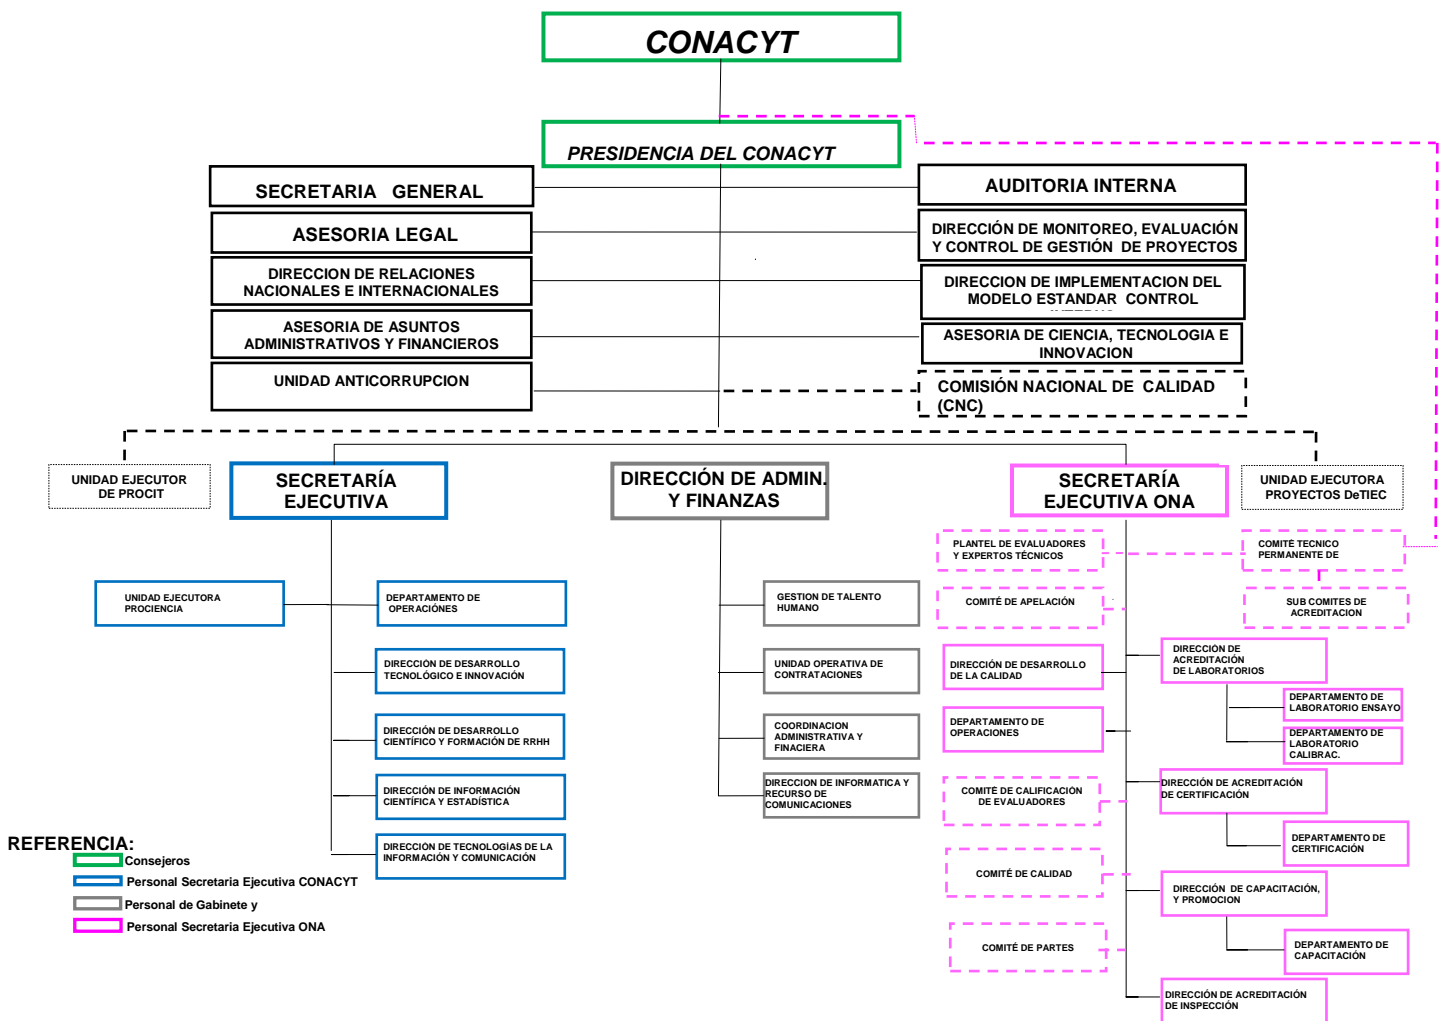 CONACYT
PRESIDENCIA DEL CONACYT
SECRETARIA GENERAL
AUDITORIA INTERNA
ASESORIA LEGAL
DIRECCIÓN DE MONITOREO, EVALUACIÓN
Y CONTROL DE GESTIÓN DE PROYECTOS
DIRECCION DE RELACIONES
NACIONALES E INTERNACIONALES
DIRECCION DE IMPLEMENTACION DEL
MODELO ESTANDAR CONTROL
ASESORIA DE ASUNTOS
ADMINISTRATIVOS Y FINANCIEROS
ASESORIA DE CIENCIA, TECNOLOGIA E
INNOVACION
UNIDAD ANTICORRUPCION
COMISIÓN NACIONAL DE CALIDAD
(CNC)
UNIDAD EJECUTOR
DE PROCIT
SECRETARÍA
EJECUTIVA
DIRECCIÓN DE ADMIN.
Y FINANZAS
SECRETARÍA
EJECUTIVA ONA
UNIDAD EJECUTORA
PROYECTOS DeTIEC
PLANTEL DE EVALUADORES
Y EXPERTOS TÉCNICOS
COMITÉ TECNICO
PERMANENTE DE
UNIDAD EJECUTORA
PROCIENCIA
DEPARTAMENTO DE
OPERACIÓNES
GESTION DE TALENTO
HUMANO
COMITÉ DE APELACIÓN
SUB COMITES DE
ACREDITACION
DIRECCIÓN DE DESARROLLO
TECNOLÓGICO E INNOVACIÓN
UNIDAD OPERATIVA DE
CONTRATACIONES
DIRECCIÓN DE DESARROLLO
DE LA CALIDAD
DIRECCIÓN DE
ACREDITACIÓN
DE LABORATORIOS
DEPARTAMENTO DE
LABORATORIO ENSAYO
DIRECCIÓN DE DESARROLLO
CIENTÍFICO Y FORMACIÓN DE RRHH
COORDINACION
ADMINISTRATIVA Y
FINACIERA
DEPARTAMENTO DE
OPERACIONES
DEPARTAMENTO DE
LABORATORIO
CALIBRAC.
DIRECCIÓN DE INFORMACIÓN
CIENTÍFICA Y ESTADÍSTICA
DIRECCION DE INFORMATICA Y
RECURSO DE
COMUNICACIONES
COMITÉ DE CALIFICACIÓN
DE EVALUADORES
DIRECCIÓN DE ACREDITACIÓN
DE CERTIFICACIÓN
DIRECCIÓN DE TECNOLOGÍAS DE LA
INFORMACIÓN Y COMUNICACIÓN
DEPARTAMENTO DE
CERTIFICACIÓN
COMITÉ DE CALIDAD
DIRECCIÓN DE CAPACITACIÓN,
Y PROMOCION
COMITÉ DE PARTES
DEPARTAMENTO DE
CAPACITACIÓN
DIRECCIÓN DE ACREDITACIÓN
DE INSPECCIÓN
REFERENCIA:
Consejeros
Personal Secretaria Ejecutiva CONACYT
Personal de Gabinete y
Personal Secretaria Ejecutiva ONA